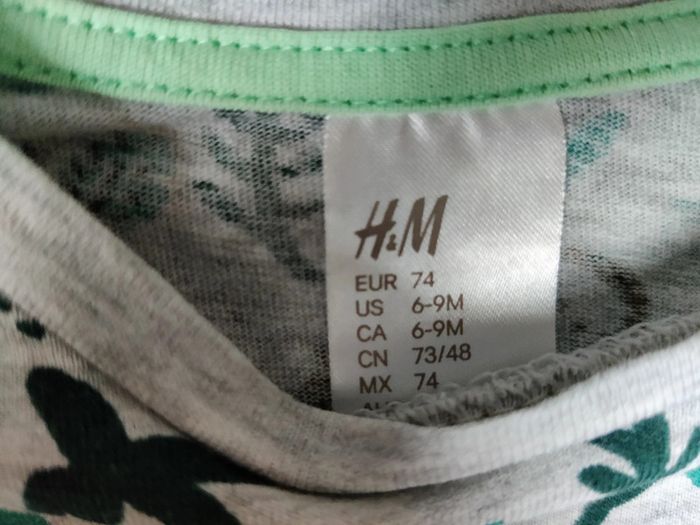 H&M
EUR 74
US 6-9M
CA 6-9M
CN 73/48
MX 74